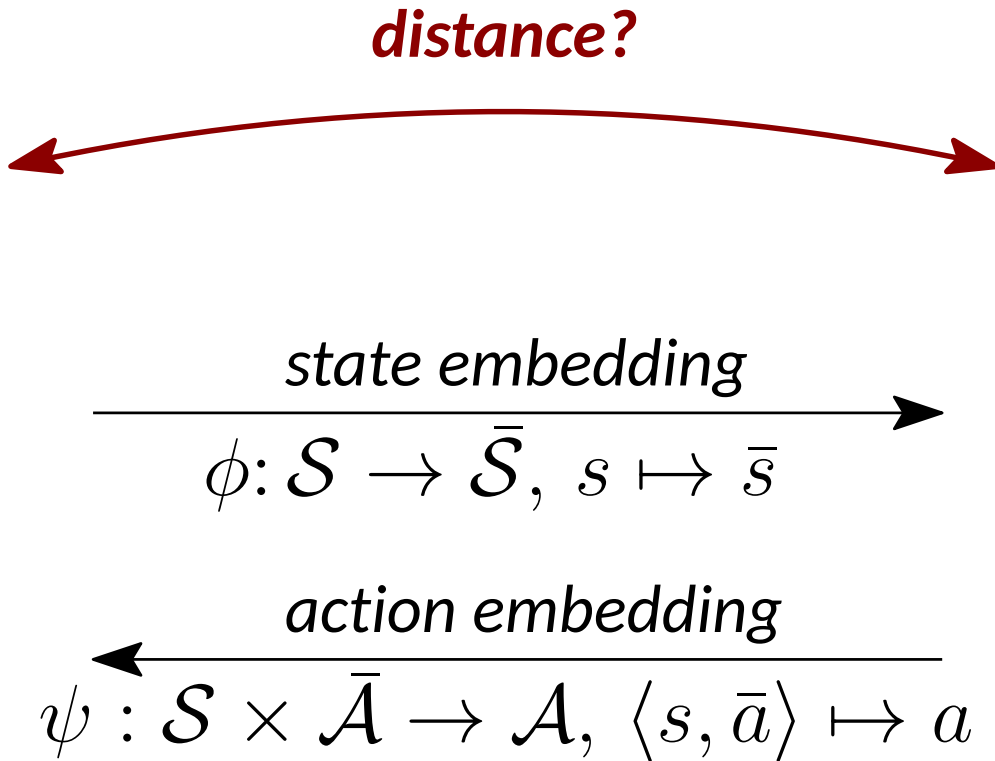 distance?
state embedding
ϕ: 𝒮 → 𝒮̄, s ↦ s̄
action embedding
ψ : 𝒮 × 𝒜̄ → 𝒜, ⟨s, ā⟩ ↦ a